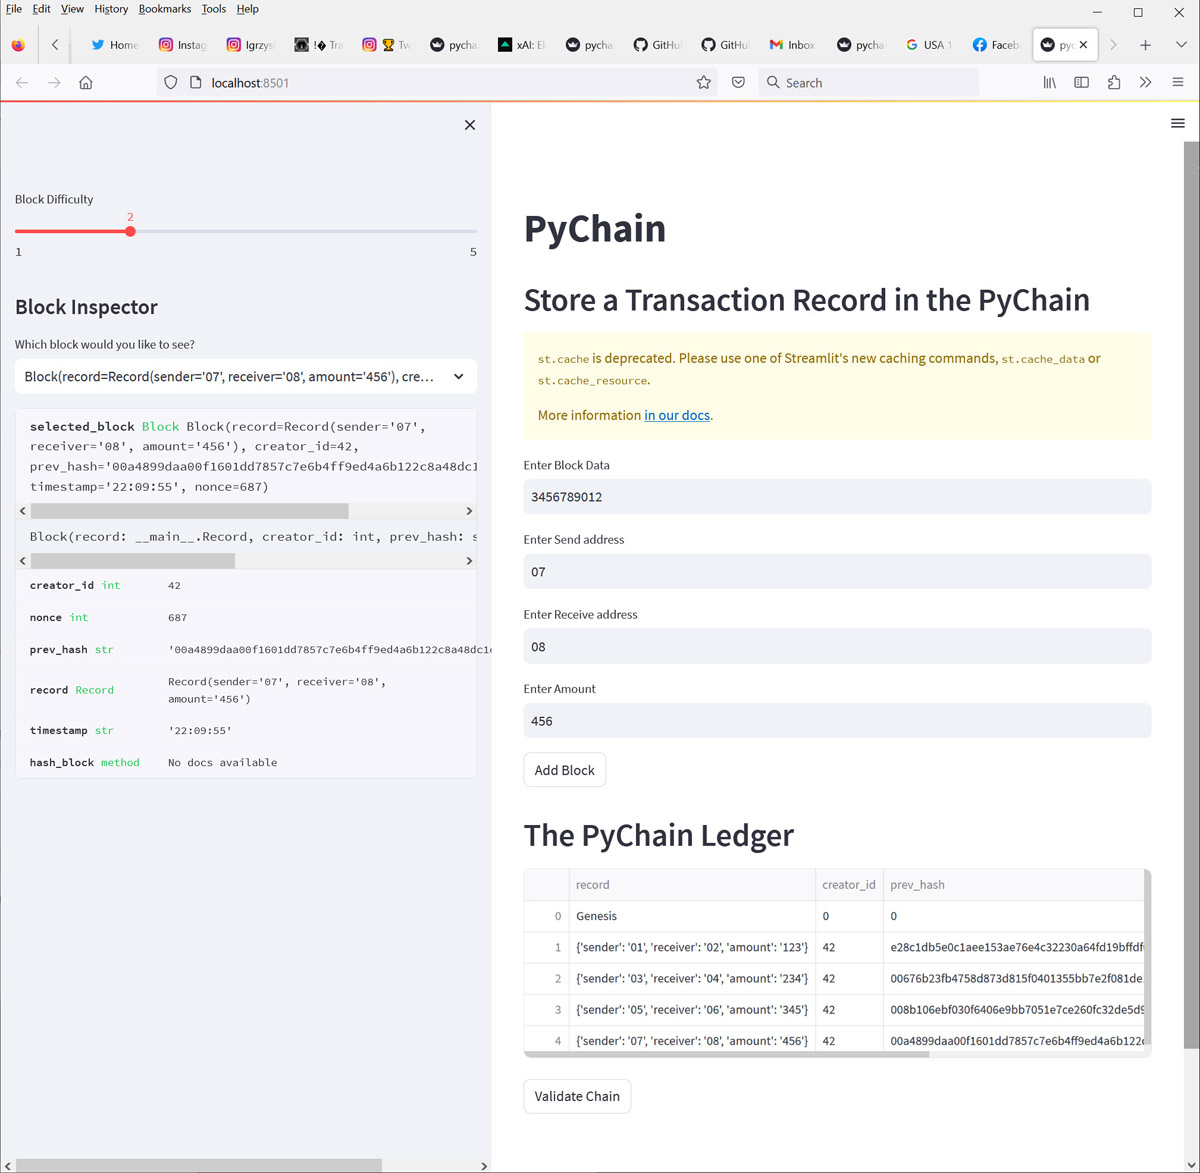 File Edit View History Bookmarks Tools Help
Home Instag Igrzys Tra Tw pycha xAI: El pycha GitHu GitHu Inbox pycha USA Faceb
localhost:8501
Search
Block Difficulty
2
1 5
Block Inspector
Which block would you like to see?
Block(record=Record(sender='07', receiver='08', amount='456'), cre...
selected_block Block Block(record=Record(sender='07',
receiver='08', amount='456'), creator_id=42,
prev_hash='00a4899daa00f1601dd7857c7e6b4ff9ed4a6b122c8a48dc1
timestamp='22:09:55', nonce=687)
Block(record: __main__.Record, creator_id: int, prev_hash: s
creator_id int 42
nonce int 687
prev_hash str '00a4899daa00f1601dd7857c7e6b4ff9ed4a6b122c8a48dc1
record Record Record(sender='07', receiver='08',
amount='456')
timestamp str '22:09:55'
hash_block method No docs available
PyChain
Store a Transaction Record in the PyChain
st.cache is deprecated. Please use one of Streamlit's new caching commands, st.cache_data or
st.cache_resource.
More information in our docs.
Enter Block Data
3456789012
Enter Send address
07
Enter Receive address
08
Enter Amount
456
Add Block
The PyChain Ledger
record creator_id prev_hash
0 Genesis 0 0
1 {'sender': '01', 'receiver': '02', 'amount': '123'} 42 e28c1db5e0c1aee153ae76e4c32230a64fd19bffdf
2 {'sender': '03', 'receiver': '04', 'amount': '234'} 42 00676b23fb4758d873d815f0401355bb7e2f081de
3 {'sender': '05', 'receiver': '06', 'amount': '345'} 42 008b106ebf030f6406e9bb7051e7ce260fc32de5d9
4 {'sender': '07', 'receiver': '08', 'amount': '456'} 42 00a4899daa00f1601dd7857c7e6b4ff9ed4a6b122
Validate Chain